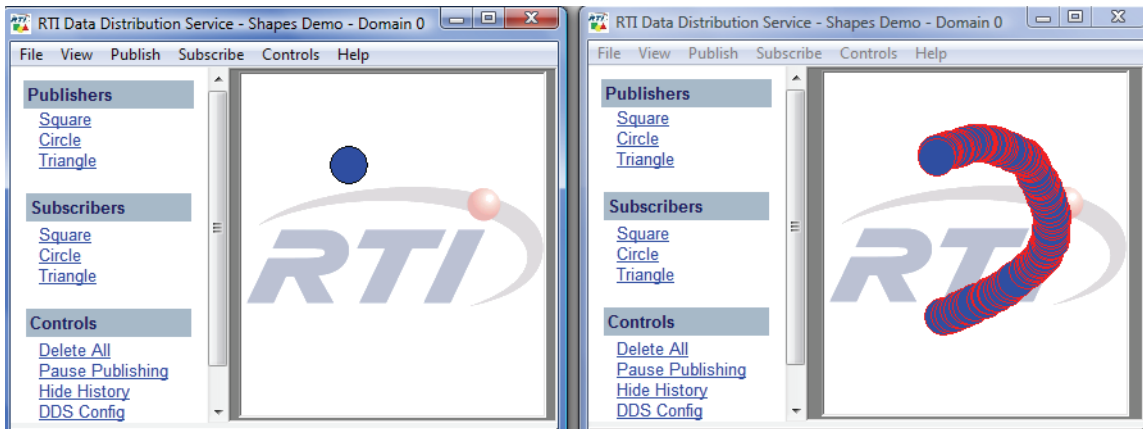 RTI Data Distribution Service - Shapes Demo - Domain 0
File View Publish Subscribe Controls Help
Publishers
Square
Circle
Triangle
Subscribers
Square
Circle
Triangle
Controls
Delete All
Pause Publishing
Hide History
DDS Config
RTI
RTI Data Distribution Service - Shapes Demo - Domain 0
File View Publish Subscribe Controls Help
Publishers
Square
Circle
Triangle
Subscribers
Square
Circle
Triangle
Controls
Delete All
Pause Publishing
Hide History
DDS Config
RTI